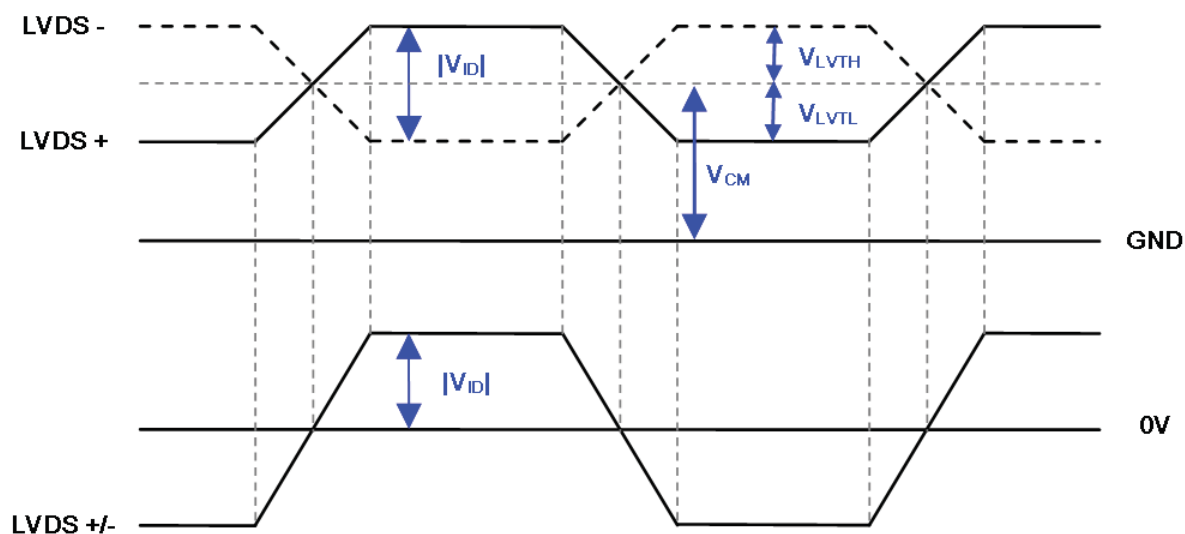 LVDS -
|VID|
VLVTH
VLVTL
LVDS +
VCM
GND
|VID|
0V
LVDS +/-